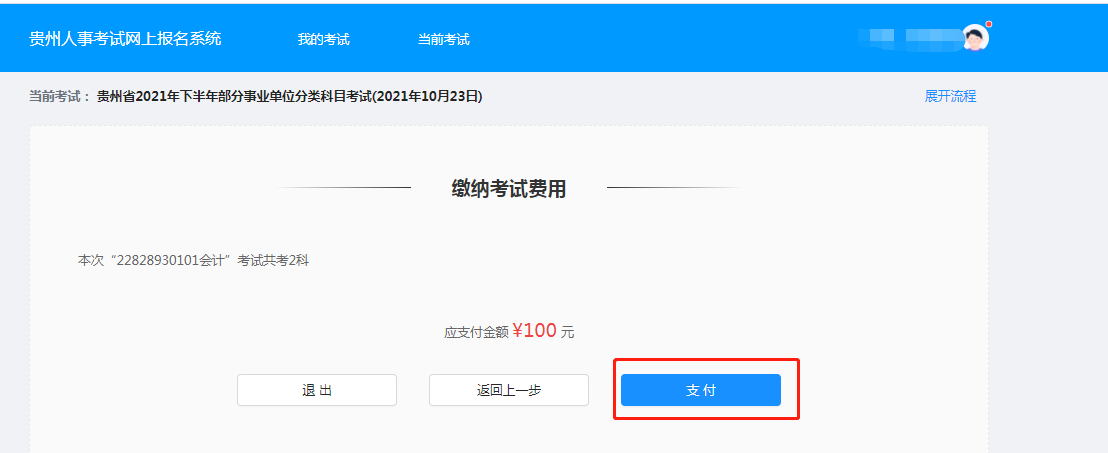 贵州人事考试网上报名系统 我的考试 当前考试
当前考试： 贵州省2021年下半年部分事业单位分类科目考试(2021年10月23日) 展开流程
缴纳考试费用
本次“22828930101会计”考试共考2科
应支付金额 ¥100 元
退 出 返回上一步 支 付